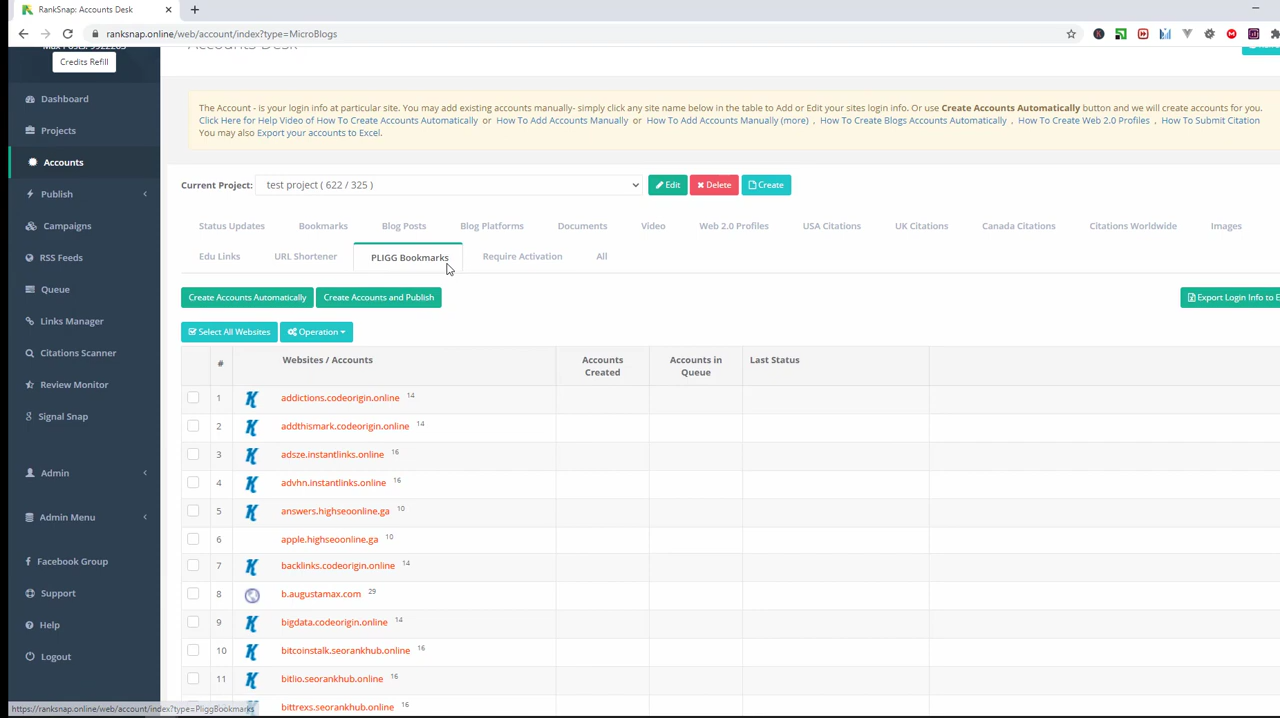 RankSnap: Accounts Desk
ranksnap.online/web/account/index?type=MicroBlogs
Credits Refill
Dashboard
Projects
Accounts
Publish
Campaigns
RSS Feeds
Queue
Links Manager
Citations Scanner
Review Monitor
Signal Snap
Admin
Admin Menu
Facebook Group
Support
Help
Logout
Accounts Desk
The Account - is your login info at particular site. You may add existing accounts manually- simply click any site name below in the table to Add or Edit your sites login info. Or use Create Accounts Automatically button and we will create accounts for you.
Click Here for Help Video of How To Create Accounts Automatically or How To Add Accounts Manually or How To Add Accounts Manually (more) , How To Create Blogs Accounts Automatically , How To Create Web 2.0 Profiles , How To Submit Citation
You may also Export your accounts to Excel.
Current Project: test project ( 622 / 325 ) Edit Delete Create
Status Updates Bookmarks Blog Posts Blog Platforms Documents Video Web 2.0 Profiles USA Citations UK Citations Canada Citations Citations Worldwide Images
Edu Links URL Shortener PLIGG Bookmarks Require Activation All
Create Accounts Automatically Create Accounts and Publish Export Login Info to E
Select All Websites Operation
# Websites / Accounts Accounts Created Accounts in Queue Last Status
1 addictions.codeorigin.online 14
2 addthismark.codeorigin.online 14
3 adsze.instantlinks.online 16
4 advhn.instantlinks.online 16
5 answers.highseoonline.ga 10
6 apple.highseoonline.ga 10
7 backlinks.codeorigin.online 14
8 b.augustamax.com 29
9 bigdata.codeorigin.online 14
10 bitcoinstalk.seorankhub.online 16
11 bitlio.seorankhub.online 16
bittrexs.seorankhub.online 16
https://ranksnap.online/web/account/index?type=PliggBookmarks